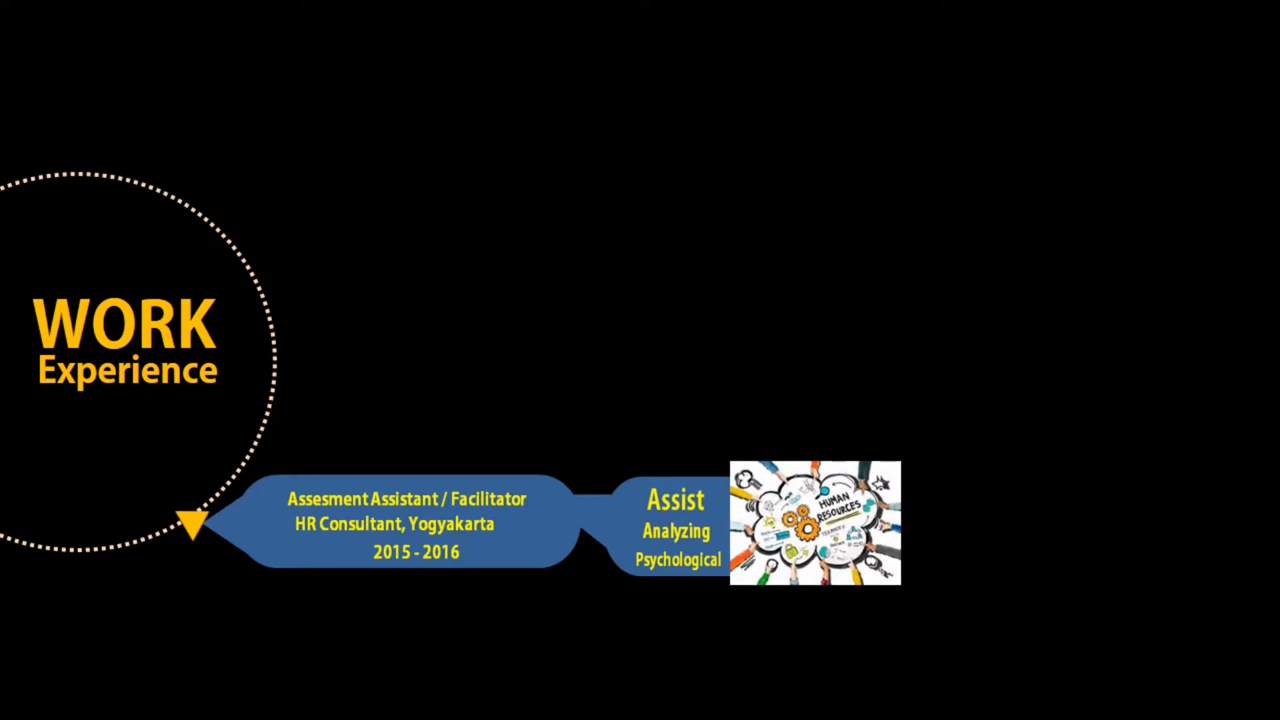 WORK
Experience
Assesment Assistant / Facilitator
HR Consultant, Yogyakarta
2015 - 2016
Assist
Analyzing
Psychological
HUMAN
RESOURCES